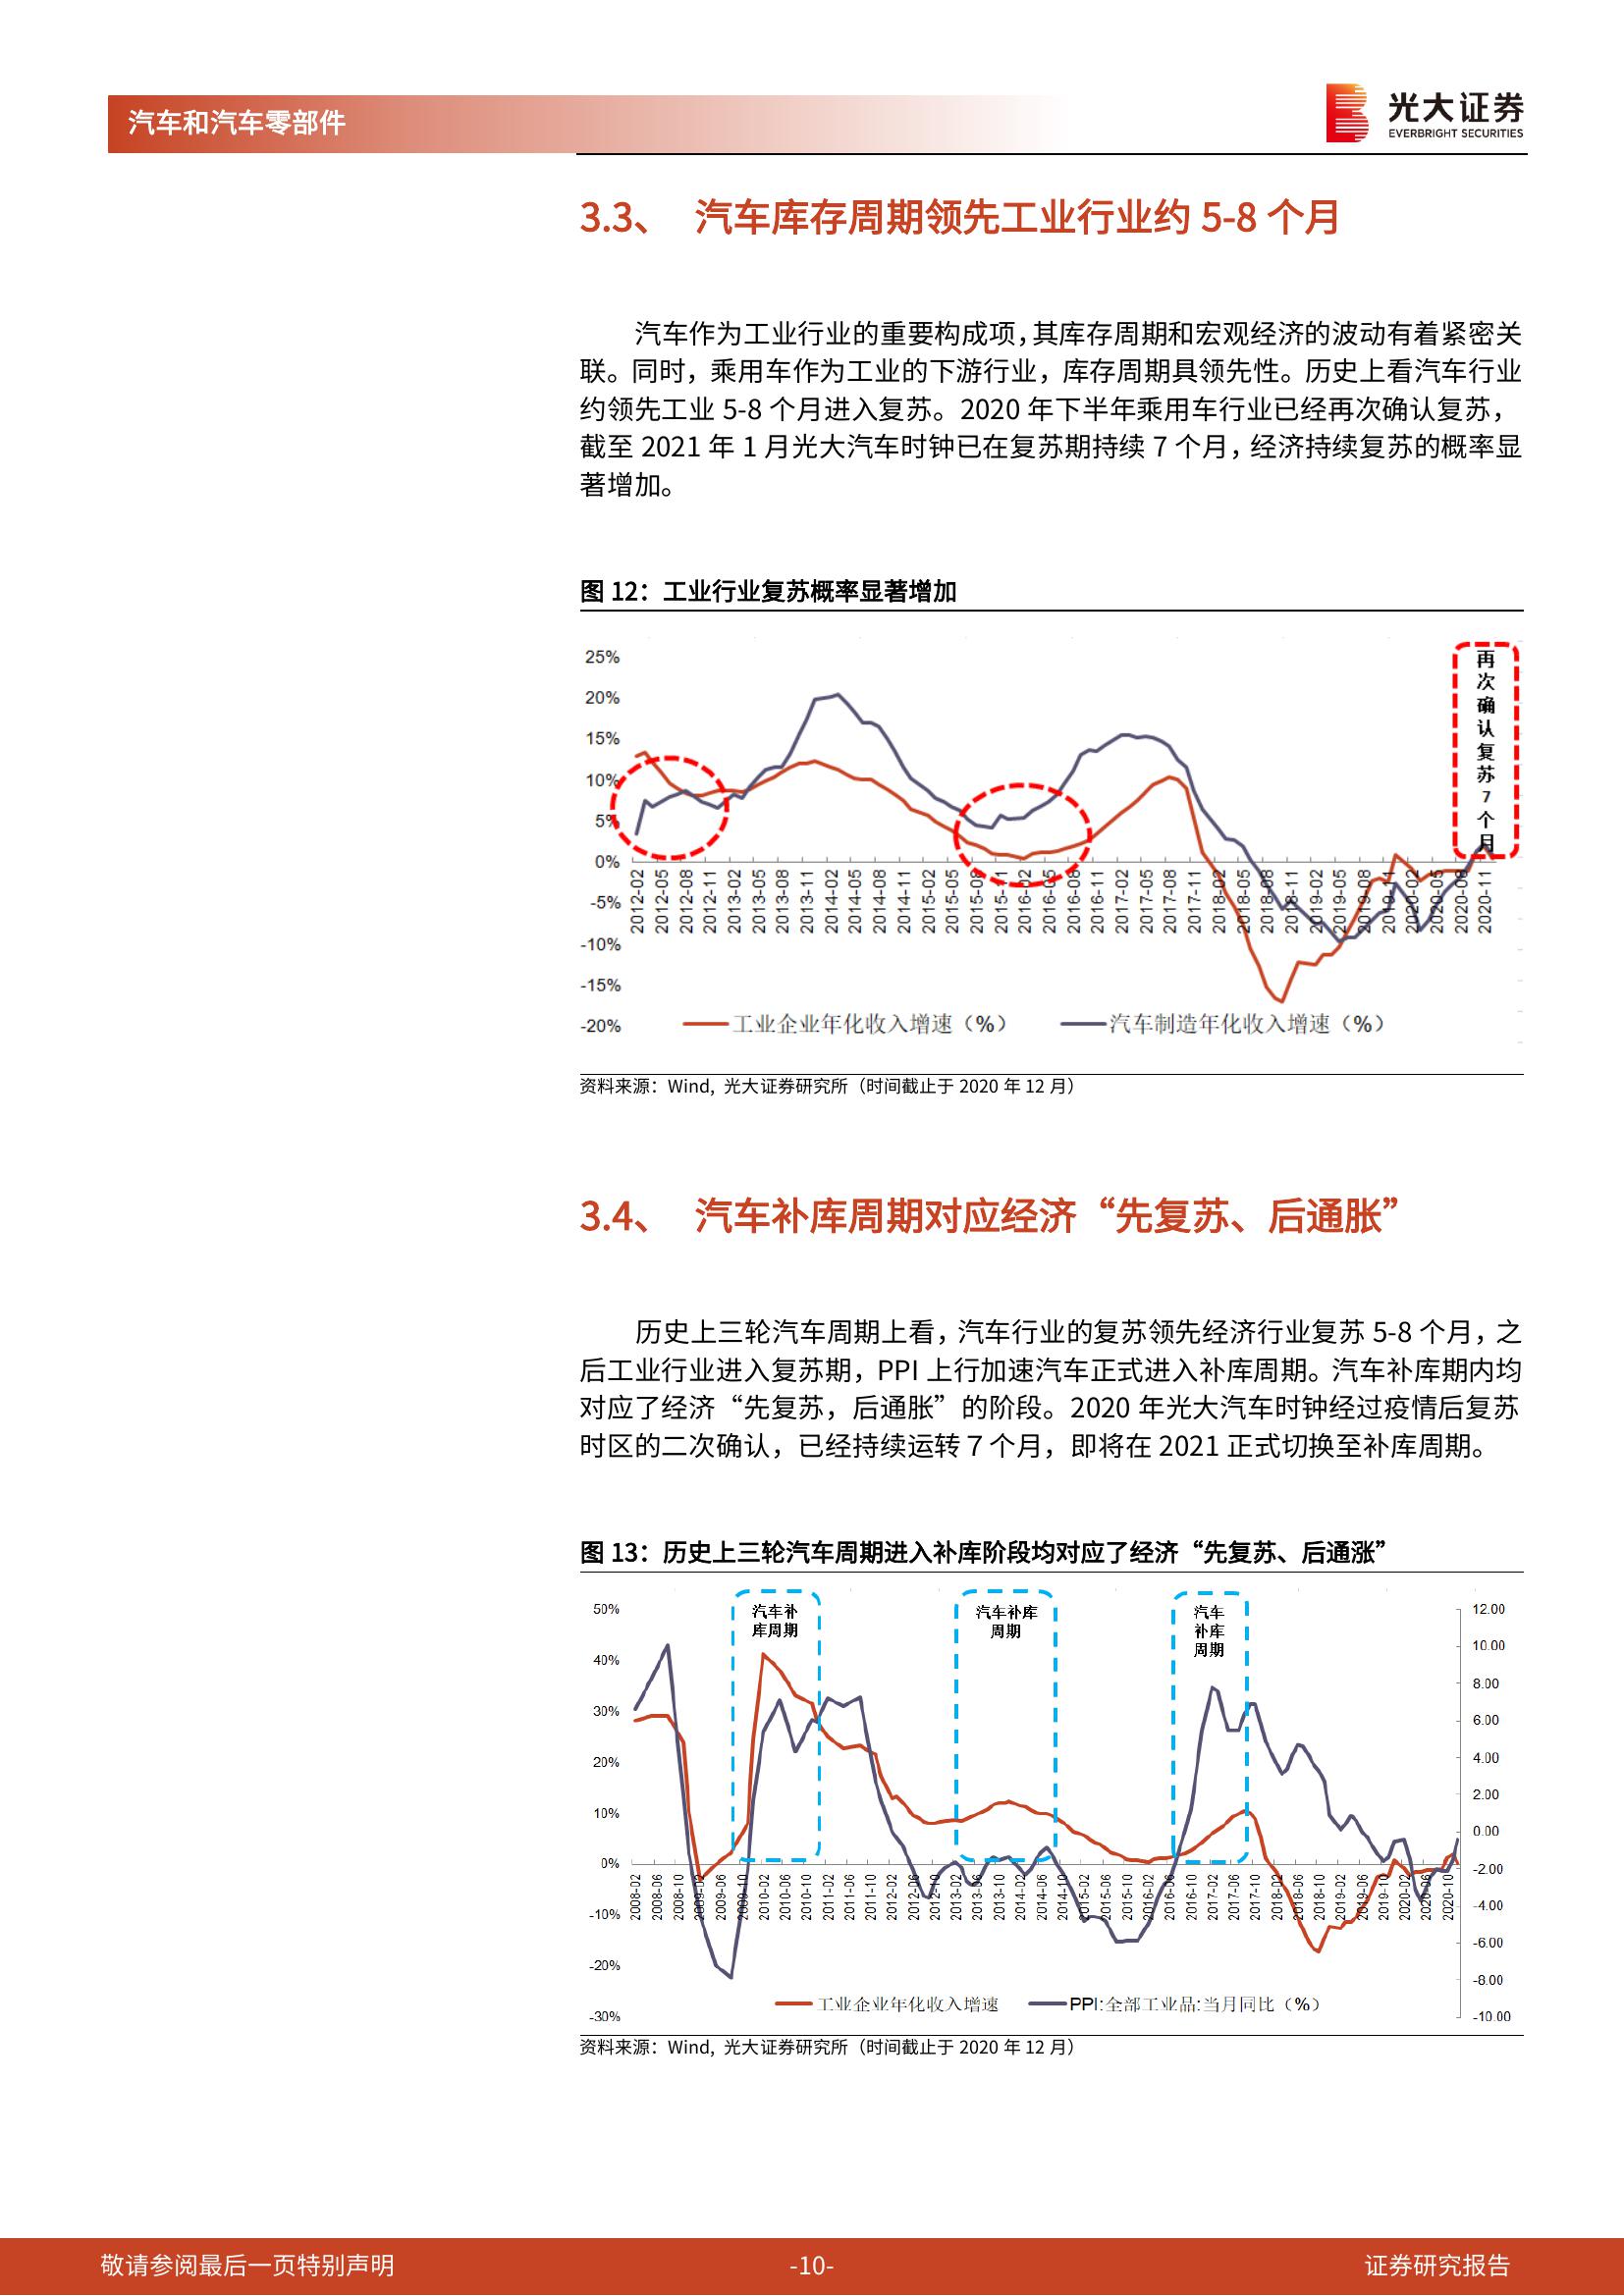 汽车和汽车零部件
光大证券
EVERBRIGHT SECURITIES
3.3、 汽车库存周期领先工业行业约 5-8 个月
汽车作为工业行业的重要构成项，其库存周期和宏观经济的波动有着紧密关
联。同时，乘用车作为工业的下游行业，库存周期具领先性。历史上看汽车行业
约领先工业 5-8 个月进入复苏。2020 年下半年乘用车行业已经再次确认复苏，
截至 2021 年 1 月光大汽车时钟已在复苏期持续 7 个月，经济持续复苏的概率显
著增加。
图 12：工业行业复苏概率显著增加
25%
20%
15%
10%
5%
0%
-5%
-10%
-15%
-20%
再
次
确
认
复
苏
7
个
月
2012-02 2012-05 2012-08 2012-11 2013-02 2013-05 2013-08 2013-11 2014-02 2014-05 2014-08 2014-11 2015-02 2015-05 2015-08 2015-11 2016-02 2016-05 2016-08 2016-11 2017-02 2017-05 2017-08 2017-11 2018-02 2018-05 2018-08 2018-11 2019-02 2019-05 2019-08 2019-11 2020-02 2020-05 2020-08 2020-11
工业企业年化收入增速（%） 汽车制造年化收入增速（%）
资料来源：Wind, 光大证券研究所（时间截止于 2020 年 12 月）
3.4、 汽车补库周期对应经济“先复苏、后通胀”
历史上三轮汽车周期上看，汽车行业的复苏领先经济行业复苏 5-8 个月，之
后工业行业进入复苏期，PPI 上行加速汽车正式进入补库周期。汽车补库期内均
对应了经济“先复苏，后通胀”的阶段。2020 年光大汽车时钟经过疫情后复苏
时区的二次确认，已经持续运转 7 个月，即将在 2021 正式切换至补库周期。
图 13：历史上三轮汽车周期进入补库阶段均对应了经济“先复苏、后通涨”
50%
40%
30%
20%
10%
0%
-10%
-20%
-30%
汽车补
库周期
汽车补库
周期
汽车
补库
周期
12.00
10.00
8.00
6.00
4.00
2.00
0.00
-2.00
-4.00
-6.00
-8.00
-10.00
2008-02 2008-06 2008-10 2009-02 2009-06 2009-10 2010-02 2010-06 2010-10 2011-02 2011-06 2011-10 2012-02 2012-06 2012-10 2013-02 2013-06 2013-10 2014-02 2014-06 2014-10 2015-02 2015-06 2015-10 2016-02 2016-06 2016-10 2017-02 2017-06 2017-10 2018-02 2018-06 2018-10 2019-02 2019-06 2019-10 2020-02 2020-06 2020-10
工业企业年化收入增速 PPI:全部工业品:当月同比（%）
资料来源：Wind, 光大证券研究所（时间截止于 2020 年 12 月）
敬请参阅最后一页特别声明 -10- 证券研究报告